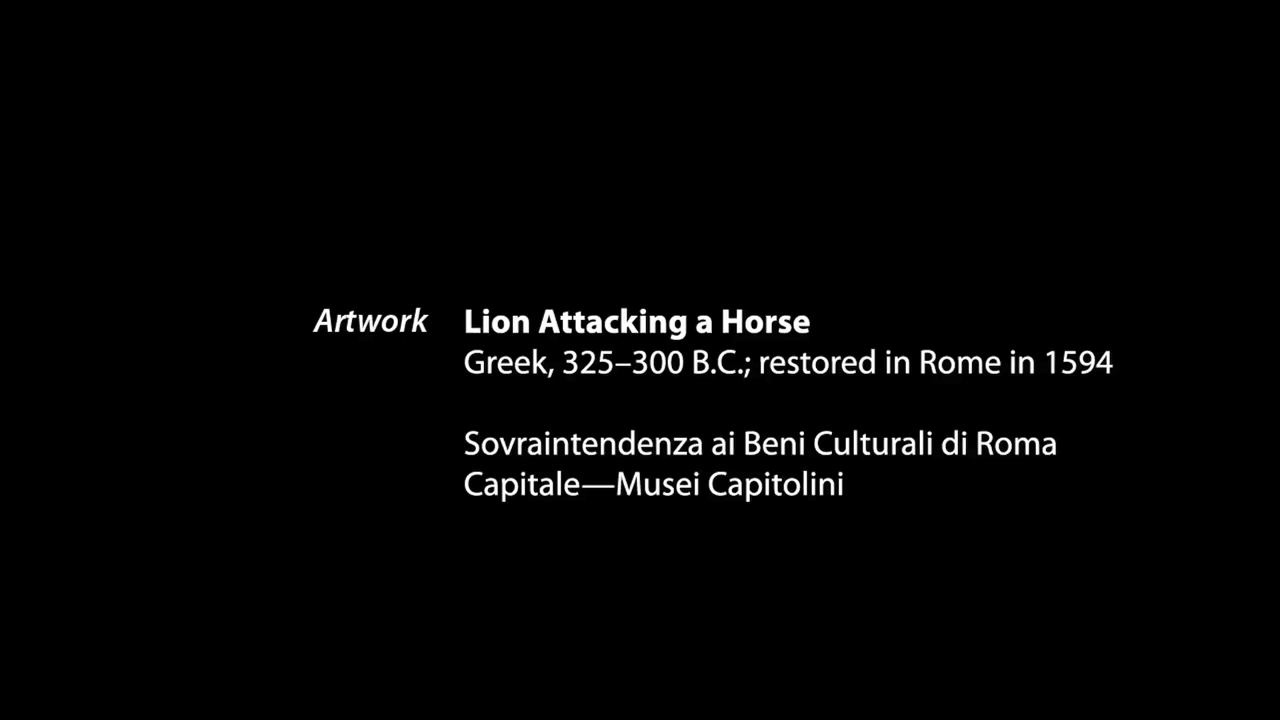 Artwork Lion Attacking a Horse
Greek, 325–300 B.C.; restored in Rome in 1594
Sovraintendenza ai Beni Culturali di Roma
Capitale—Musei Capitolini